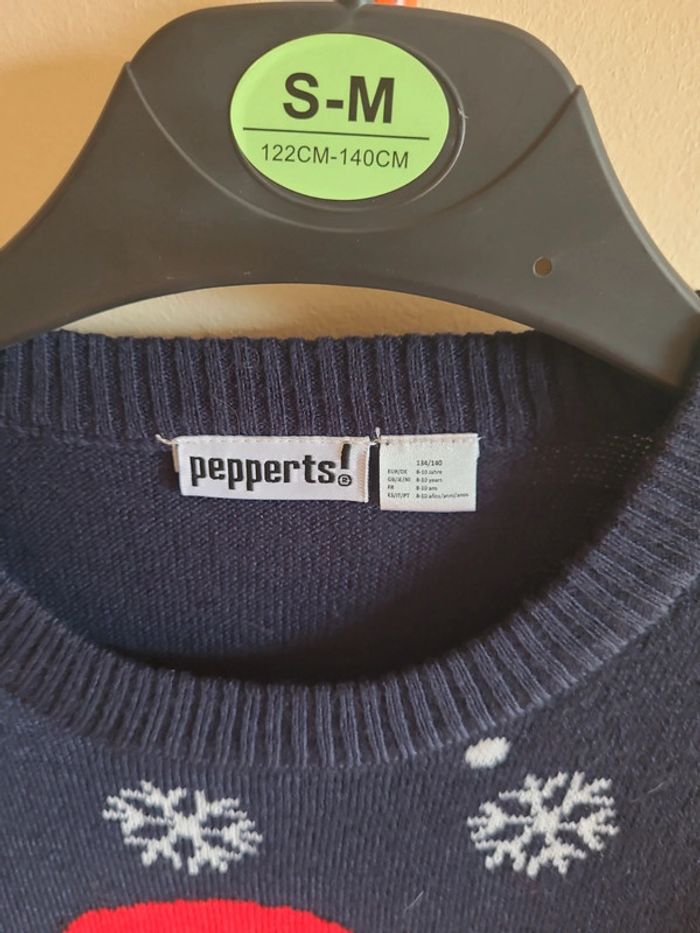 S-M
122CM-140CM
pepperts!®
134/140
EUR/DE 8-10 Jahre
GB/IE/NI 8-10 years
FR 8-10 ans
ES/IT/PT 8-10 años/anni/anos